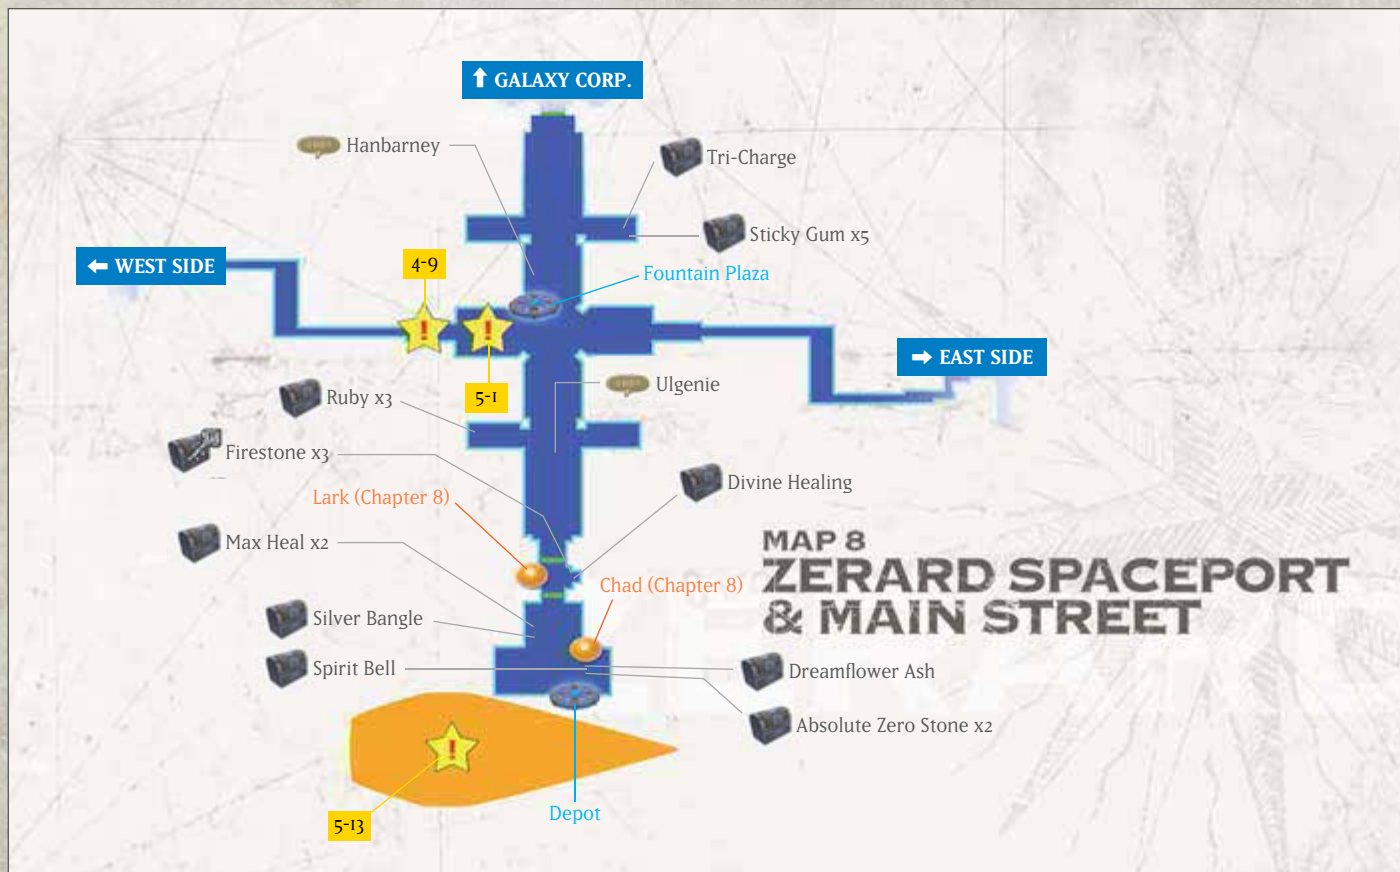 ↑ GALAXY CORP.
Hanbarney
Tri-Charge
Sticky Gum x5
← WEST SIDE
4-9
Fountain Plaza
→ EAST SIDE
5-1
Ulgenie
Ruby x3
Firestone x3
Divine Healing
Lark (Chapter 8)
Max Heal x2
MAP 8
ZERARD SPACEPORT
& MAIN STREET
Chad (Chapter 8)
Silver Bangle
Spirit Bell
Dreamflower Ash
Absolute Zero Stone x2
!
!
!
Depot
5-13